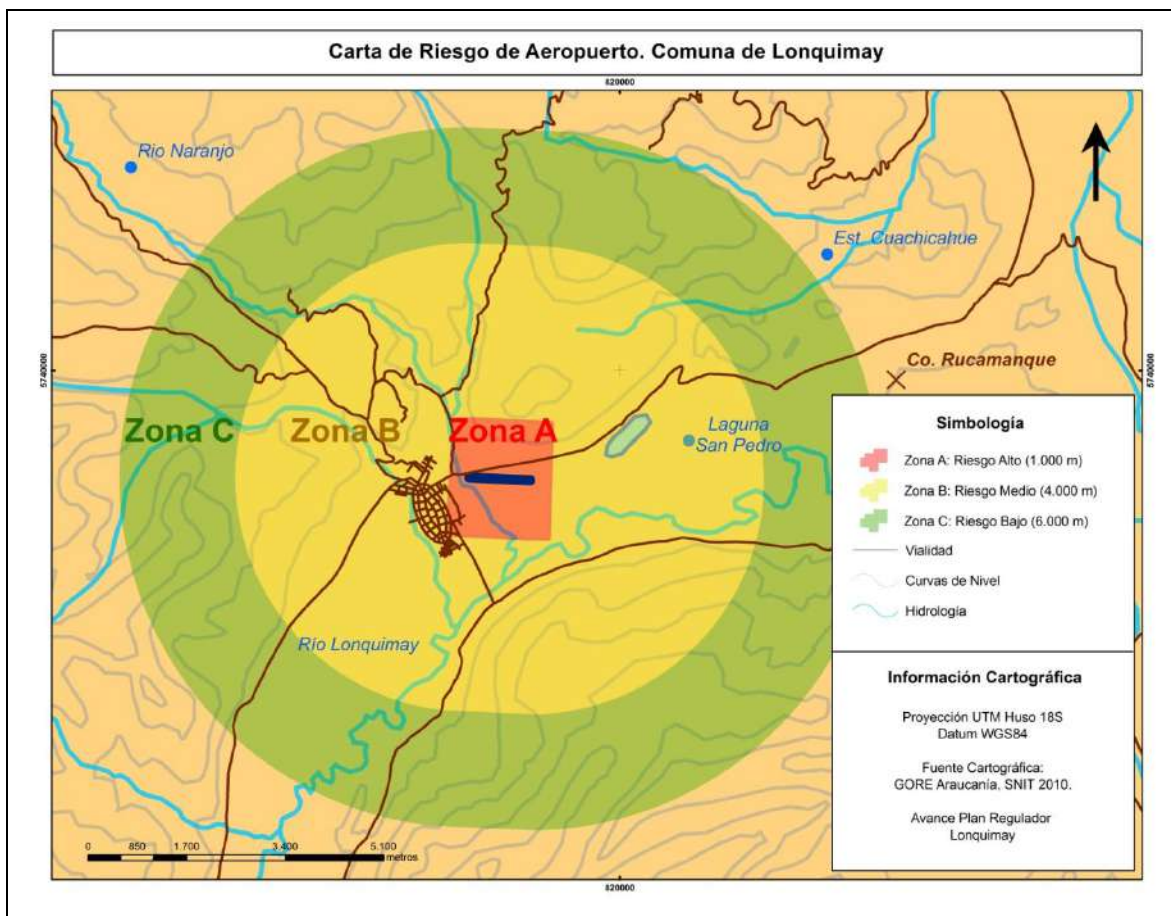 Carta de Riesgo de Aeropuerto. Comuna de Lonquimay
820000
Rio Naranjo
Est. Cuachicahue
5740000
5740000
Co. Rucamanque
Zona C
Zona B
Zona A
Laguna
San Pedro
Río Lonquimay
Simbología
Zona A: Riesgo Alto (1.000 m)
Zona B: Riesgo Medio (4.000 m)
Zona C: Riesgo Bajo (6.000 m)
Vialidad
Curvas de Nivel
Hidrología
Información Cartográfica
Proyección UTM Huso 18S
Datum WGS84
Fuente Cartográfica:
GORE Araucanía. SNIT 2010.
Avance Plan Regulador
Lonquimay
0 850 1.700 3.400 5.100
metros
820000